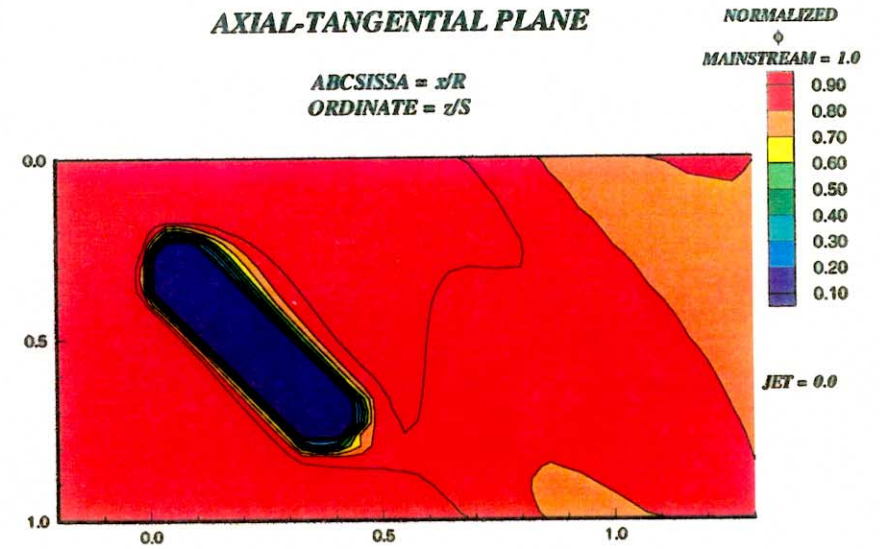 AXIAL-TANGENTIAL PLANE
ABCSISSA = x/R
ORDINATE = z/S
NORMALIZED
ϕ
MAINSTREAM = 1.0
0.90
0.80
0.70
0.60
0.50
0.40
0.30
0.20
0.10
JET = 0.0
0.0
0.5
1.0
0.0
0.5
1.0